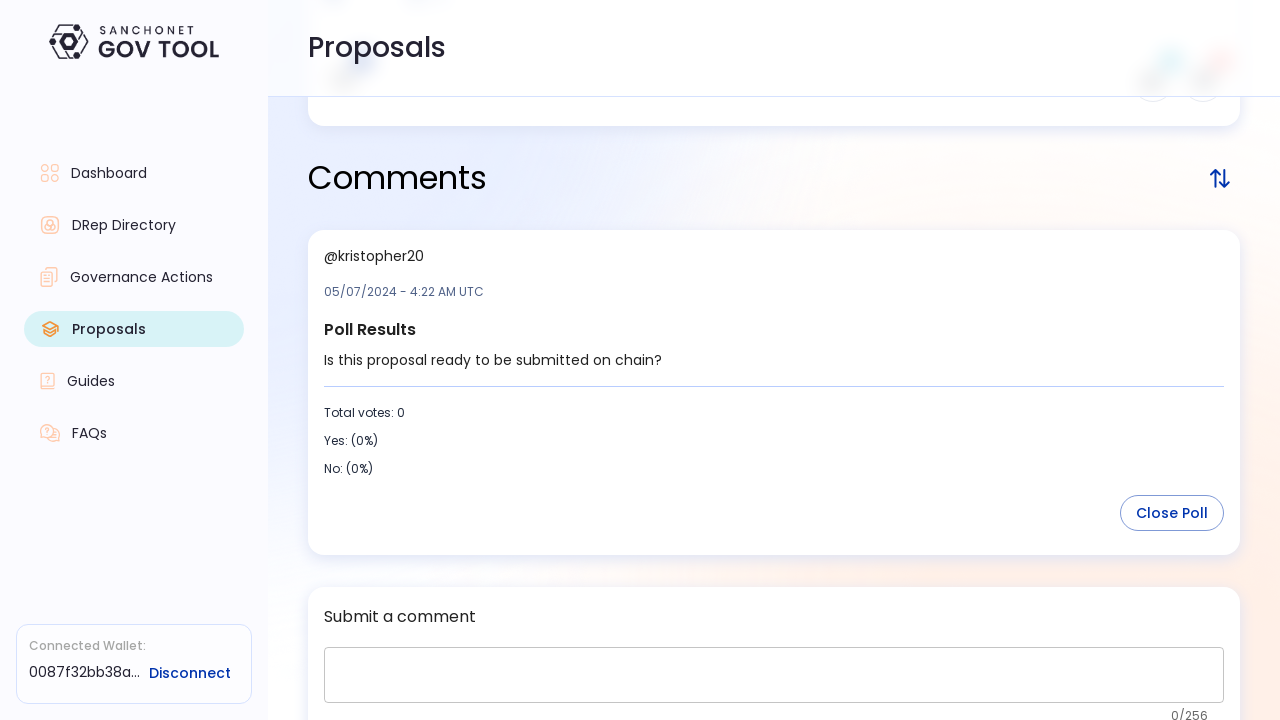 SANCHONET
GOV TOOL
Proposals
Dashboard
DRep Directory
Governance Actions
Proposals
Guides
FAQs
Connected Wallet:
0087f32bb38a...
Disconnect
Comments
@kristopher20
05/07/2024 - 4:22 AM UTC
Poll Results
Is this proposal ready to be submitted on chain?
Total votes: 0
Yes: (0%)
No: (0%)
Close Poll
Submit a comment
0/256